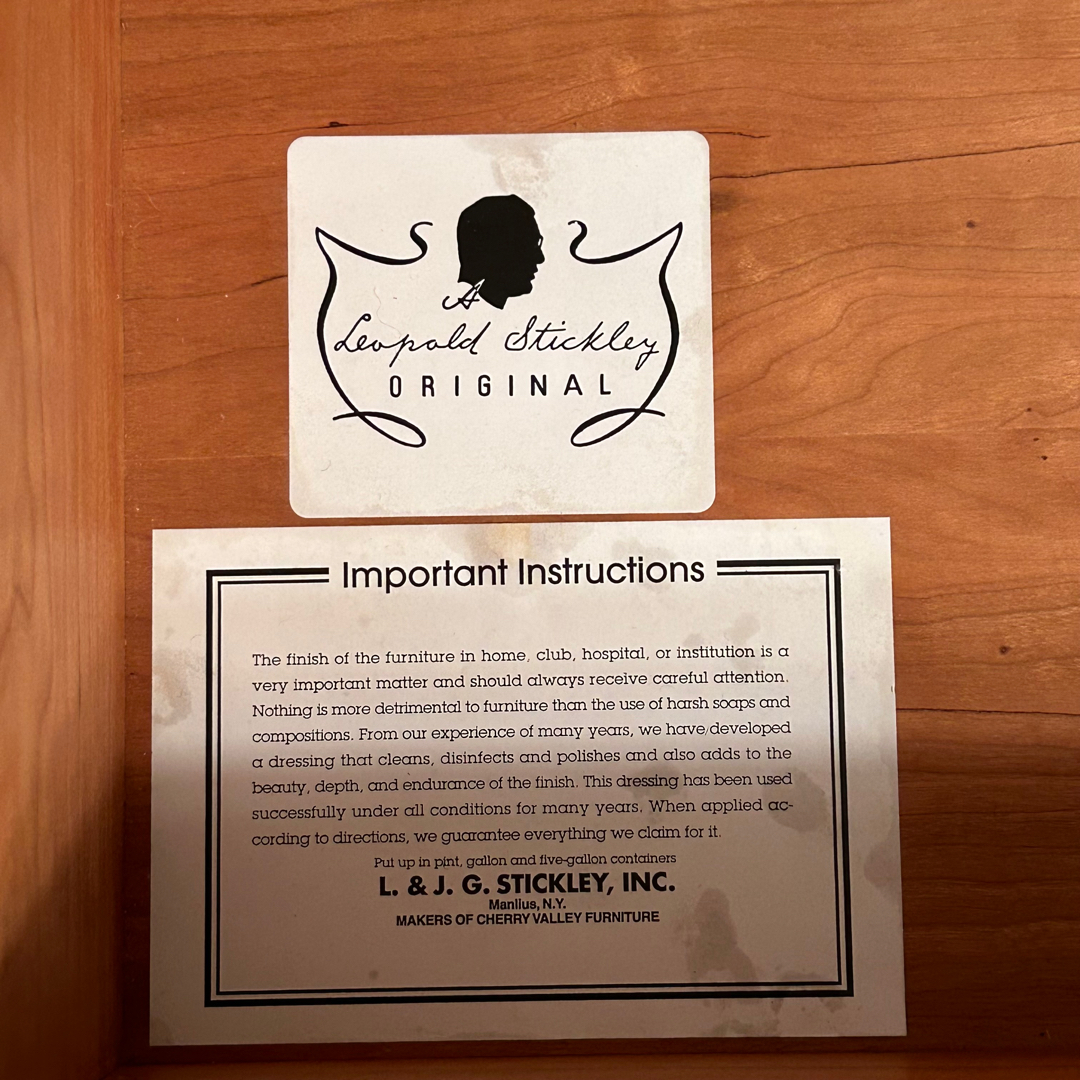 A
Leopold Stickley
ORIGINAL
Important Instructions
The finish of the furniture in home, club, hospital, or institution is a
very important matter and should always receive careful attention.
Nothing is more detrimental to furniture than the use of harsh soaps and
compositions. From our experience of many years, we have developed
a dressing that cleans, disinfects and polishes and also adds to the
beauty, depth, and endurance of the finish. This dressing has been used
successfully under all conditions for many years. When applied ac-
cording to directions, we guarantee everything we claim for it.
Put up in pint, gallon and five-gallon containers
L. & J. G. STICKLEY, INC.
Manlius, N.Y.
MAKERS OF CHERRY VALLEY FURNITURE